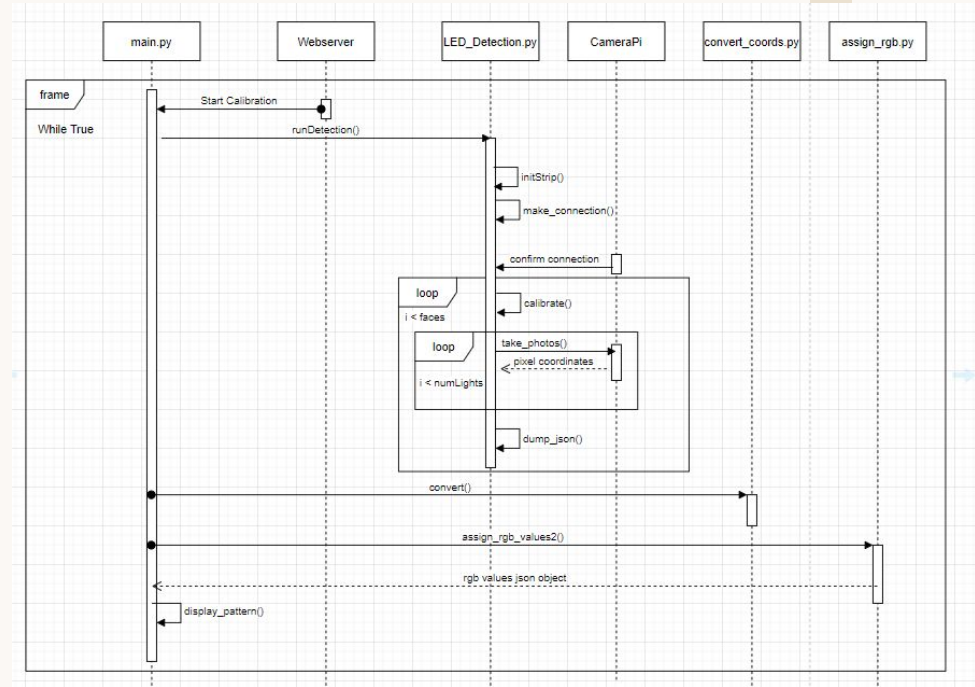 main.py
Webserver
LED_Detection.py
CameraPi
convert_coords.py
assign_rgb.py
frame
While True
Start Calibration
runDetection()
initStrip()
make_connection()
confirm connection
loop
i < faces
calibrate()
loop
i < numLights
take_photos()
pixel coordinates
dump_json()
convert()
assign_rgb_values2()
rgb values json object
display_pattern()